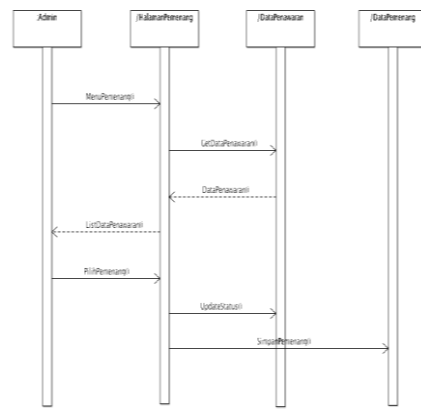 :Admin
/HalamanPemenang
/DataPenawaran
/DataPemenang
MenuPemenang()
GetDataPenawaran()
DataPenawaran()
ListDataPenawaran()
PilihPemenang()
UpdateStatus()
SimpanPemenang()